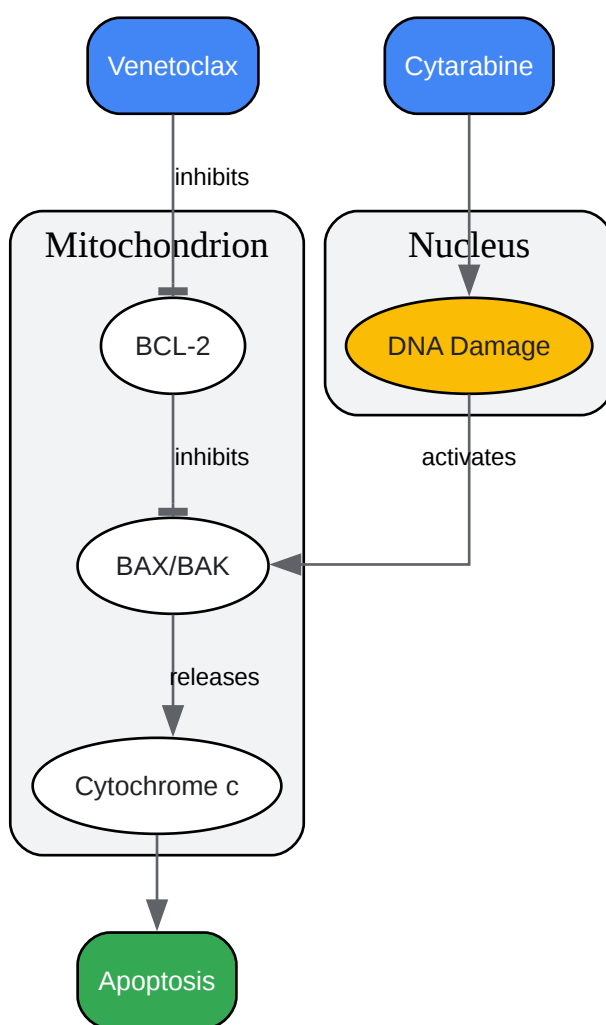 Venetoclax
Cytarabine
inhibits
Mitochondrion
Nucleus
BCL-2
DNA Damage
inhibits
activates
BAX/BAK
releases
Cytochrome c
Apoptosis